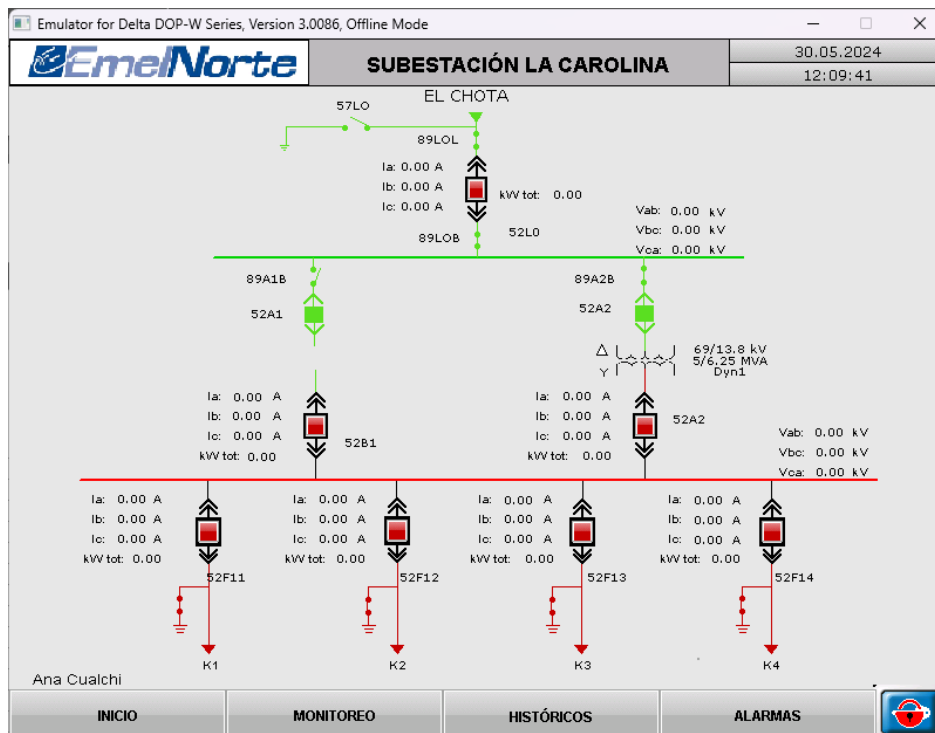 Emulator for Delta DOP-W Series, Version 3.0086, Offline Mode
EmelNorte
SUBESTACIÓN LA CAROLINA
30.05.2024
12:09:41
EL CHOTA
57LO
89LOL
Ia: 0.00 A
Ib: 0.00 A
Ic: 0.00 A
kW tot: 0.00
52L0
89LOB
Vab: 0.00 kV
Vbc: 0.00 kV
Vca: 0.00 kV
89A1B
52A1
89A2B
52A2
69/13.8 kV
5/6.25 MVA
Dyn1
Δ
Y
Ia: 0.00 A
Ib: 0.00 A
Ic: 0.00 A
kW tot: 0.00
52B1
Ia: 0.00 A
Ib: 0.00 A
Ic: 0.00 A
kW tot: 0.00
52A2
Vab: 0.00 kV
Vbc: 0.00 kV
Vca: 0.00 kV
Ia: 0.00 A
Ib: 0.00 A
Ic: 0.00 A
kW tot: 0.00
52F11
K1
Ia: 0.00 A
Ib: 0.00 A
Ic: 0.00 A
kW tot: 0.00
52F12
K2
Ia: 0.00 A
Ib: 0.00 A
Ic: 0.00 A
kW tot: 0.00
52F13
K3
Ia: 0.00 A
Ib: 0.00 A
Ic: 0.00 A
kW tot: 0.00
52F14
K4
Ana Cualchi
INICIO
MONITOREO
HISTÓRICOS
ALARMAS